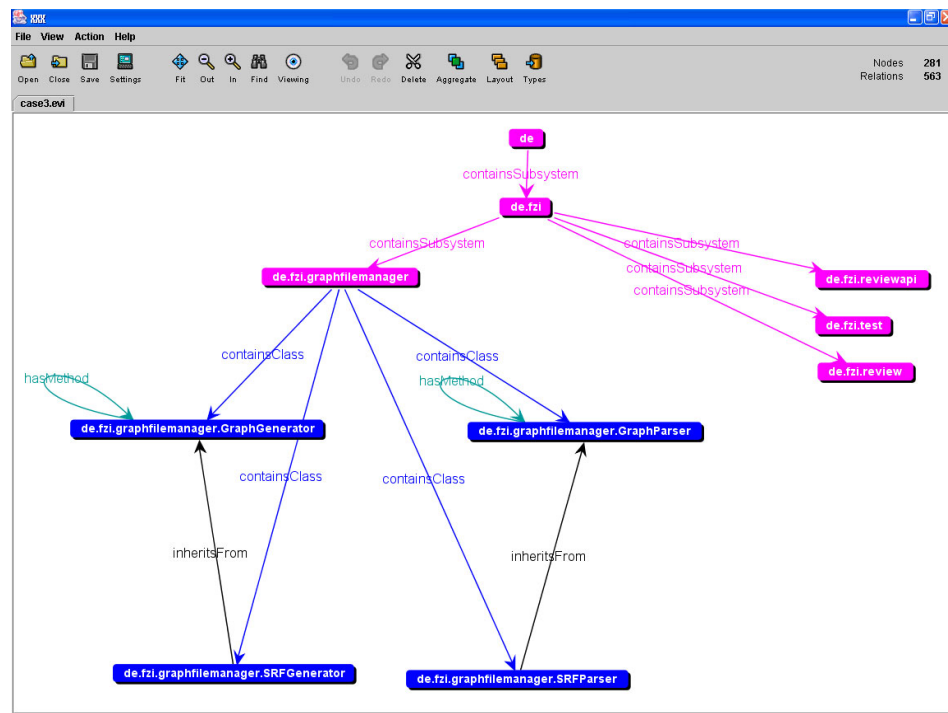 xxx
File View Action Help
Open Close Save Settings Fit Out In Find Viewing Undo Redo Delete Aggregate Layout Types
Nodes 281
Relations 563
case3.evi
de
containsSubsystem
de.fzi
containsSubsystem
containsSubsystem
containsSubsystem
containsSubsystem
de.fzi.graphfilemanager
de.fzi.reviewapi
de.fzi.test
de.fzi.review
containsClass
containsClass
hasMethod
hasMethod
de.fzi.graphfilemanager.GraphGenerator
de.fzi.graphfilemanager.GraphParser
containsClass
containsClass
inheritsFrom
inheritsFrom
de.fzi.graphfilemanager.SRFGenerator
de.fzi.graphfilemanager.SRFParser